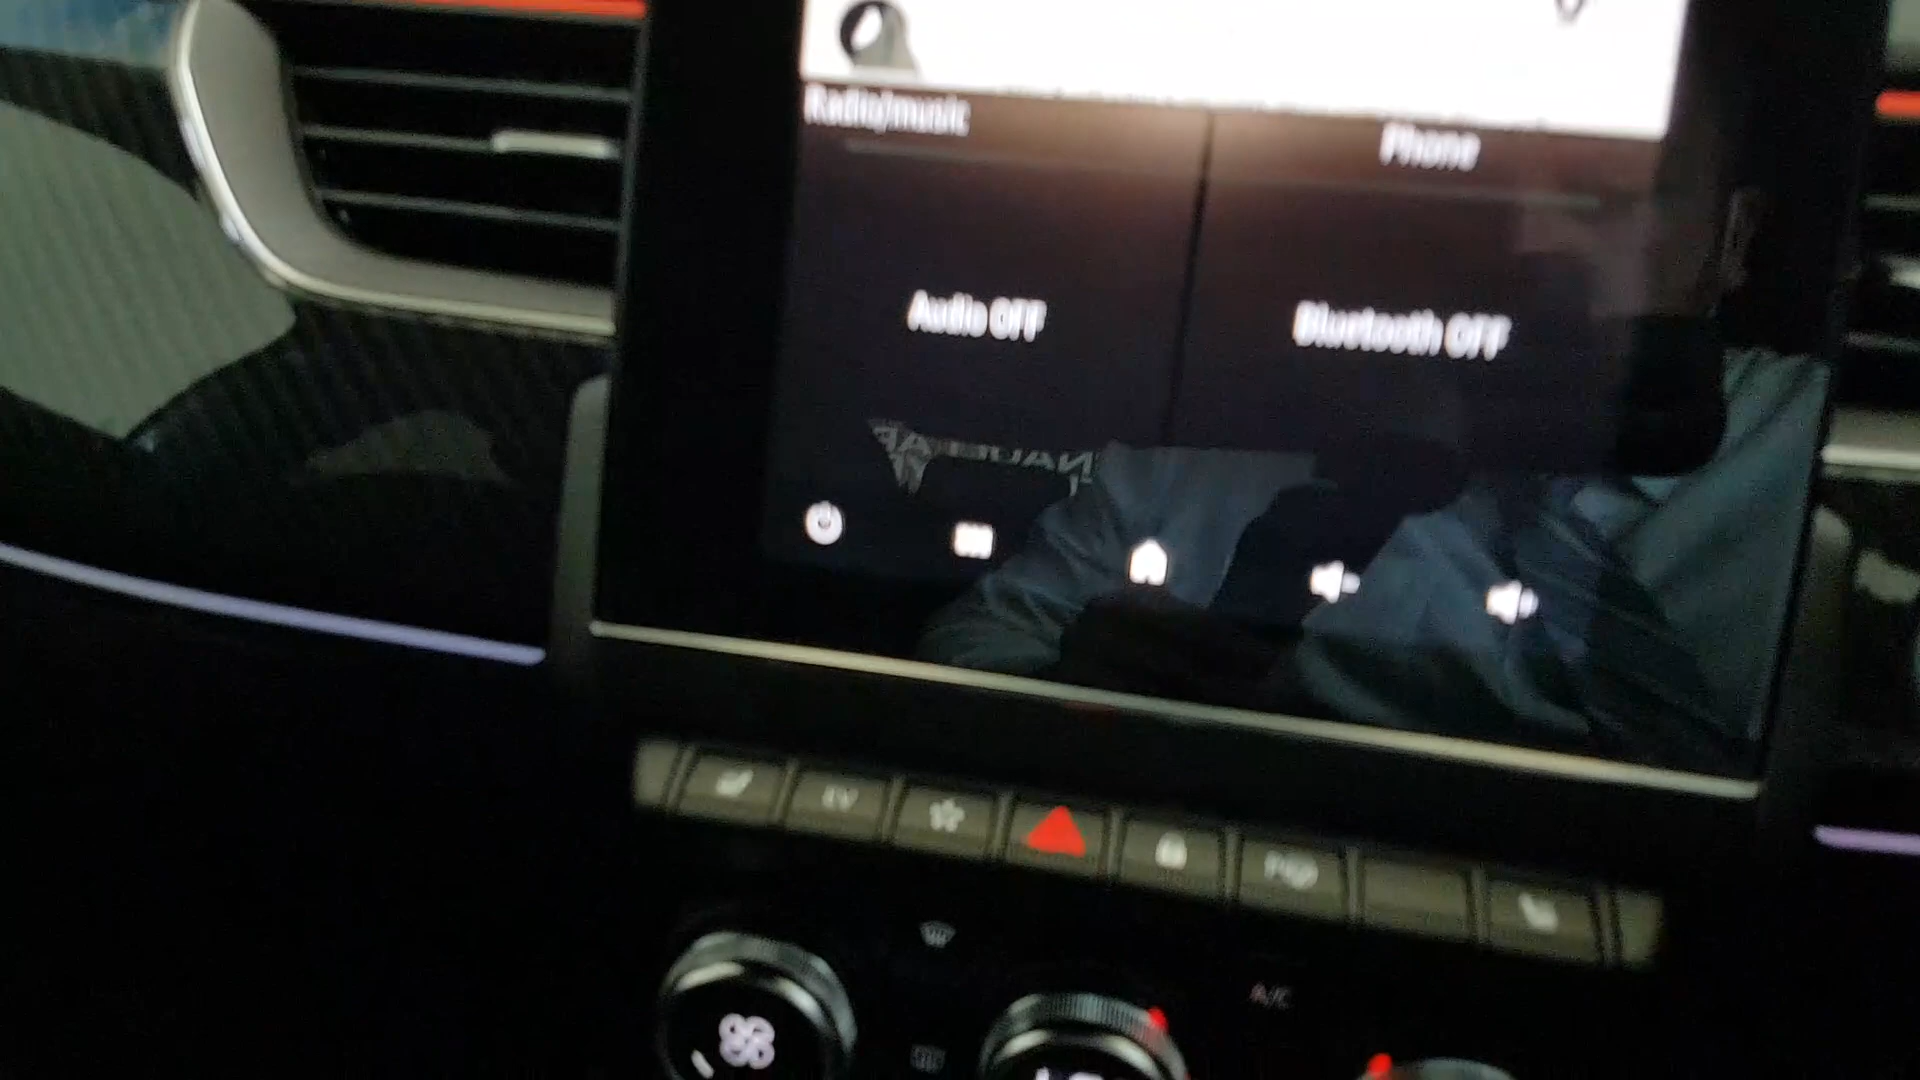 Radio/music
Phone
Audio OFF
Bluetooth OFF
A/C